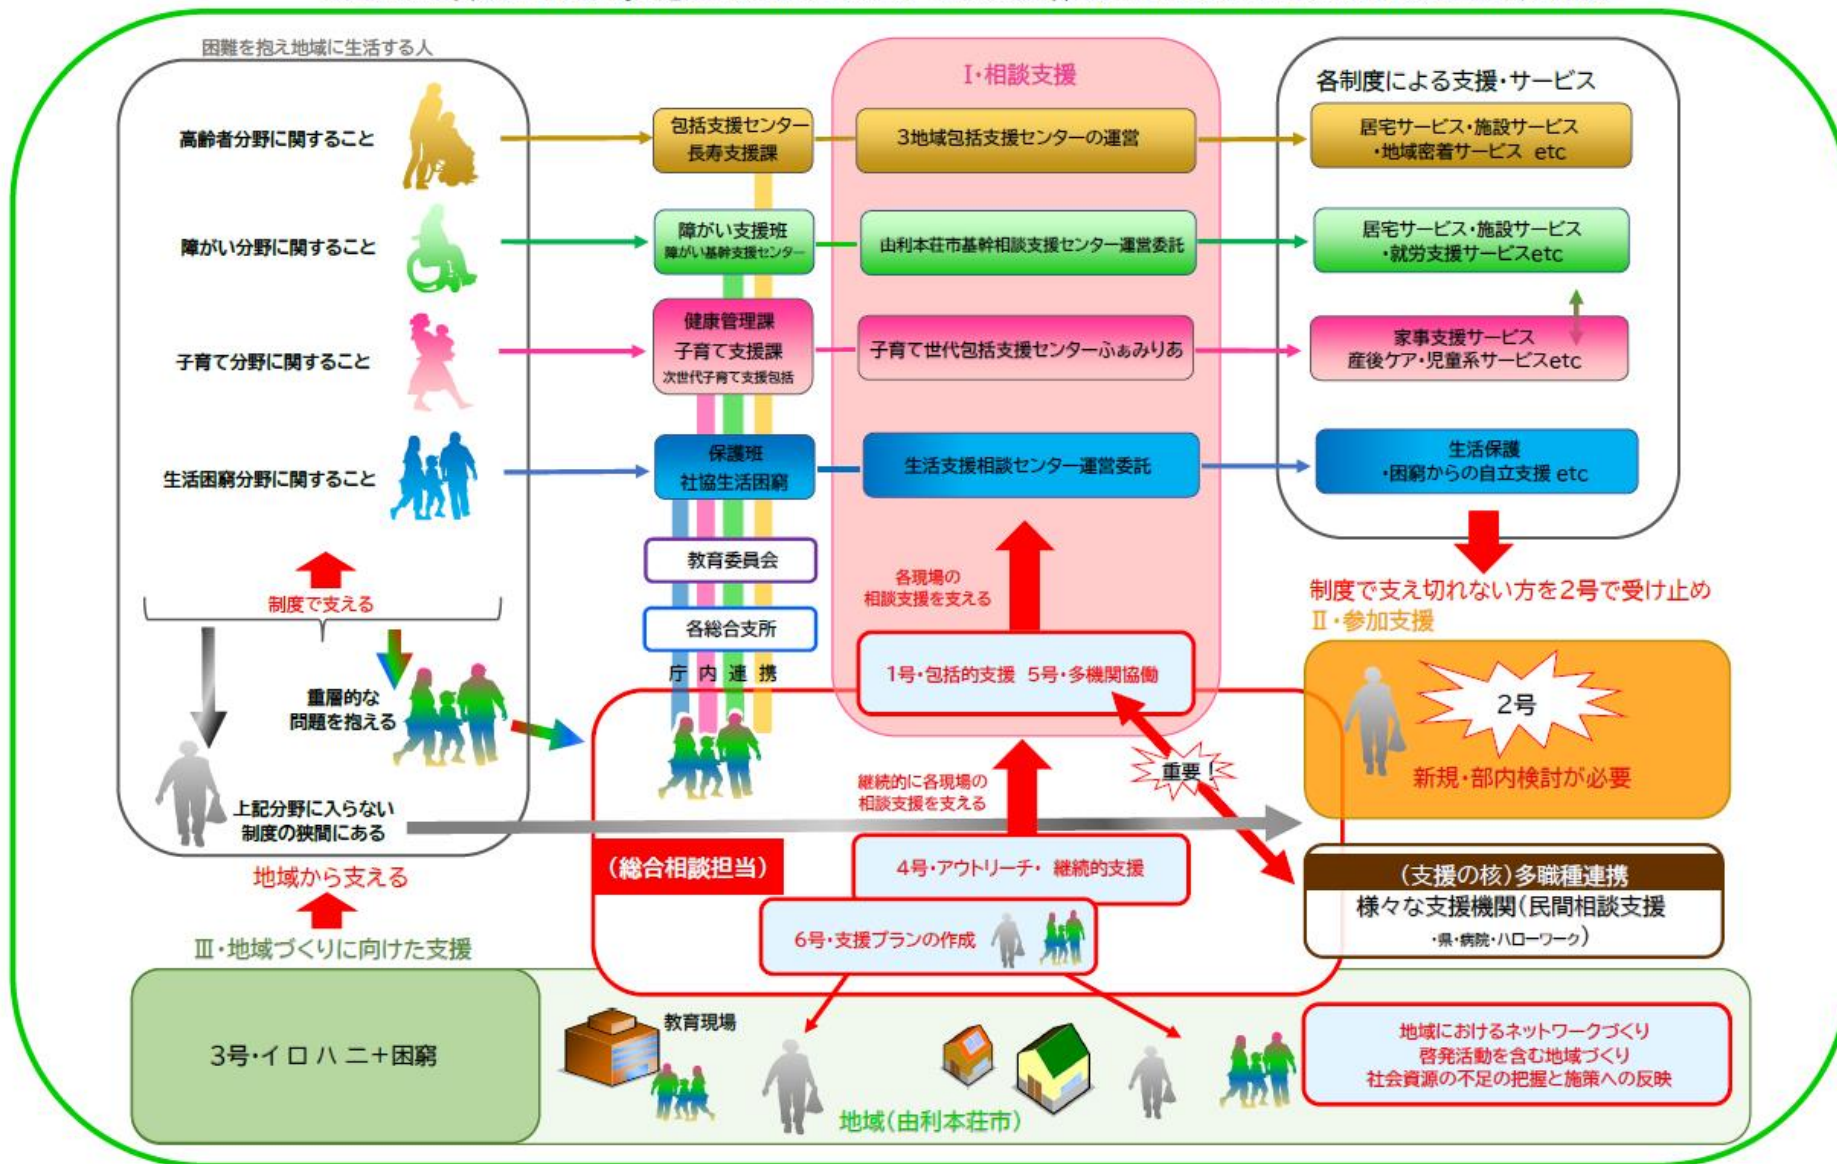 困難を抱え地域に生活する人
高齢者分野に関すること
障がい分野に関すること
子育て分野に関すること
生活困窮分野に関すること
制度で支える
重層的な
問題を抱える
上記分野に入らない
制度の狭間にある
地域から支える
Ⅲ・地域づくりに向けた支援
3号・イ ロ ハ ニ+困窮
包括支援センター
長寿支援課
障がい支援班
障がい基幹支援センター
健康管理課
子育て支援課
次世代子育て支援包括
保護班
社協生活困窮
教育委員会
各総合支所
庁 内 連 携
Ⅰ・相談支援
3地域包括支援センターの運営
由利本荘市基幹相談支援センター運営委託
子育て世代包括支援センターふぁみりあ
生活支援相談センター運営委託
各現場の
相談支援を支える
1号・包括的支援 5号・多機関協働
継続的に各現場の
相談支援を支える
重要!
(総合相談担当)
4号・アウトリーチ・ 継続的支援
6号・支援プランの作成
各制度による支援・サービス
居宅サービス・施設サービス
・地域密着サービス etc
居宅サービス・施設サービス
・就労支援サービスetc
家事支援サービス
産後ケア・児童系サービスetc
生活保護
・困窮からの自立支援 etc
制度で支え切れない方を2号で受け止め
Ⅱ・参加支援
2号
新規・部内検討が必要
(支援の核)多職種連携
様々な支援機関(民間相談支援
・県・病院・ハローワーク)
教育現場
地域(由利本荘市)
地域におけるネットワークづくり
啓発活動を含む地域づくり
社会資源の不足の把握と施策への反映